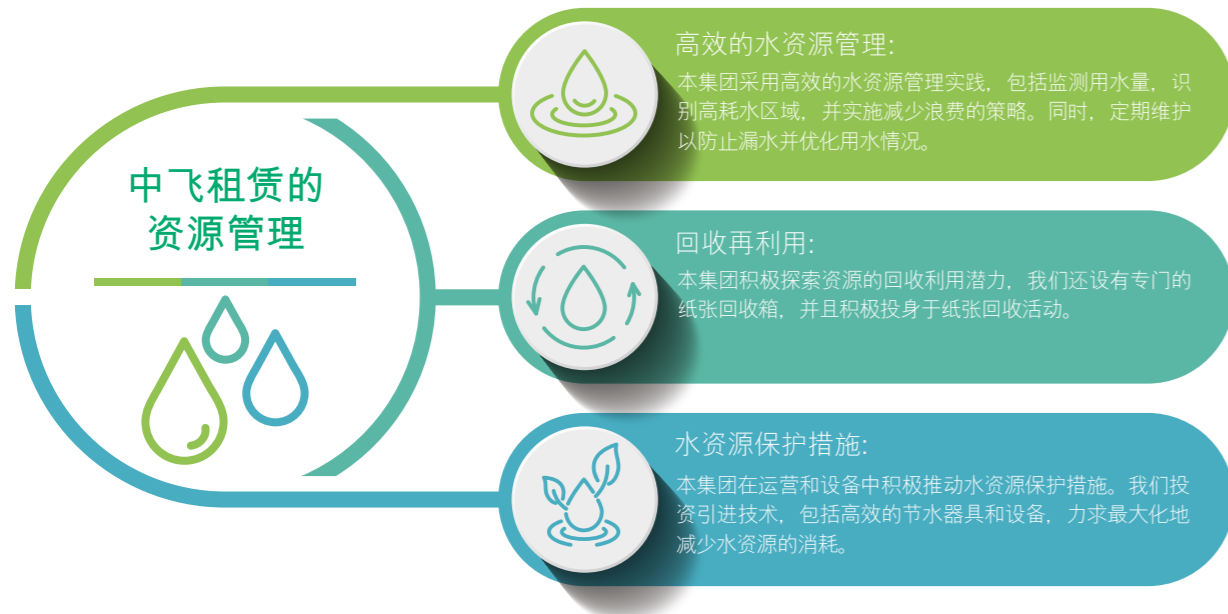 中飞租赁的
资源管理
高效的水资源管理:
本集团采用高效的水资源管理实践，包括监测用水量，识
别高耗水区域，并实施减少浪费的策略。同时，定期维护
以防止漏水并优化用水情况。
回收再利用:
本集团积极探索资源的回收利用潜力，我们还设有专门的
纸张回收箱，并且积极投身于纸张回收活动。
水资源保护措施:
本集团在运营和设备中积极推动水资源保护措施。我们投
资引进技术，包括高效的节水器具和设备，力求最大化地
减少水资源的消耗。